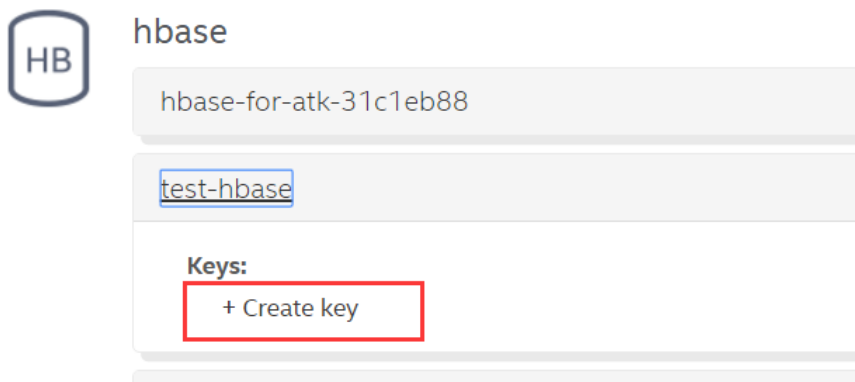 HB
hbase
hbase-for-atk-31c1eb88
test-hbase
Keys:
+ Create key